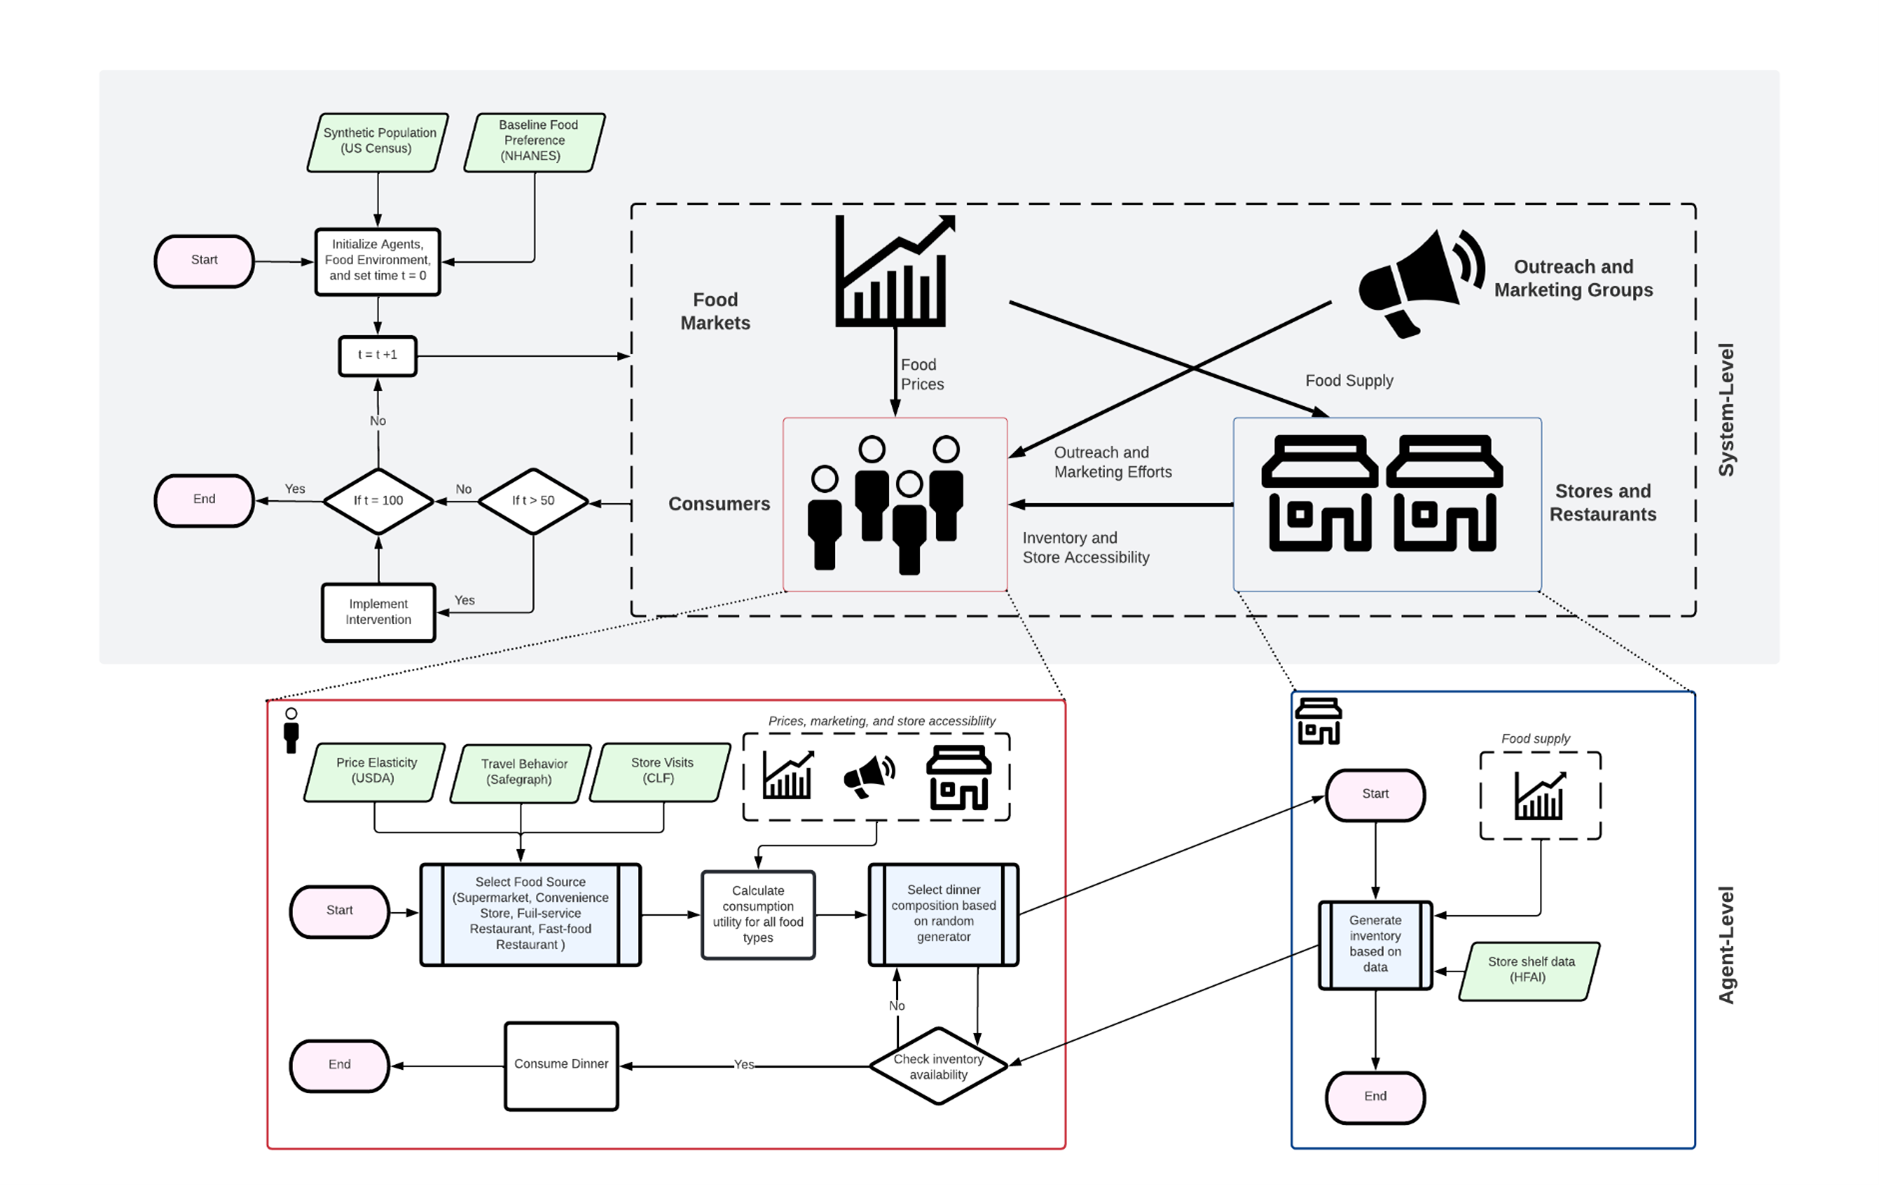 Synthetic Population
(US Census)
Baseline Food
Preference
(NHANES)
Start
Initialize Agents,
Food Environment,
and set time t = 0
t = t +1
No
End
Yes
If t = 100
No
If t > 50
Implement
Intervention
Yes
Food
Markets
Outreach and
Marketing Groups
Food
Prices
Food Supply
Outreach and
Marketing Efforts
Consumers
Inventory and
Store Accessibility
Stores and
Restaurants
System-Level
Price Elasticity
(USDA)
Travel Behavior
(Safegraph)
Store Visits
(CLF)
Prices, marketing, and store accessibliity
Start
Select Food Source
(Supermarket, Convenience
Store, Fuil-service
Restaurant, Fast-food
Restaurant )
Calculate
consumption
utility for all food
types
Select dinner
composition based
on random
generator
No
Check inventory
availability
Yes
Consume Dinner
End
Food supply
Start
Generate
inventory
based on
data
Store shelf data
(HFAI)
End
Agent-Level